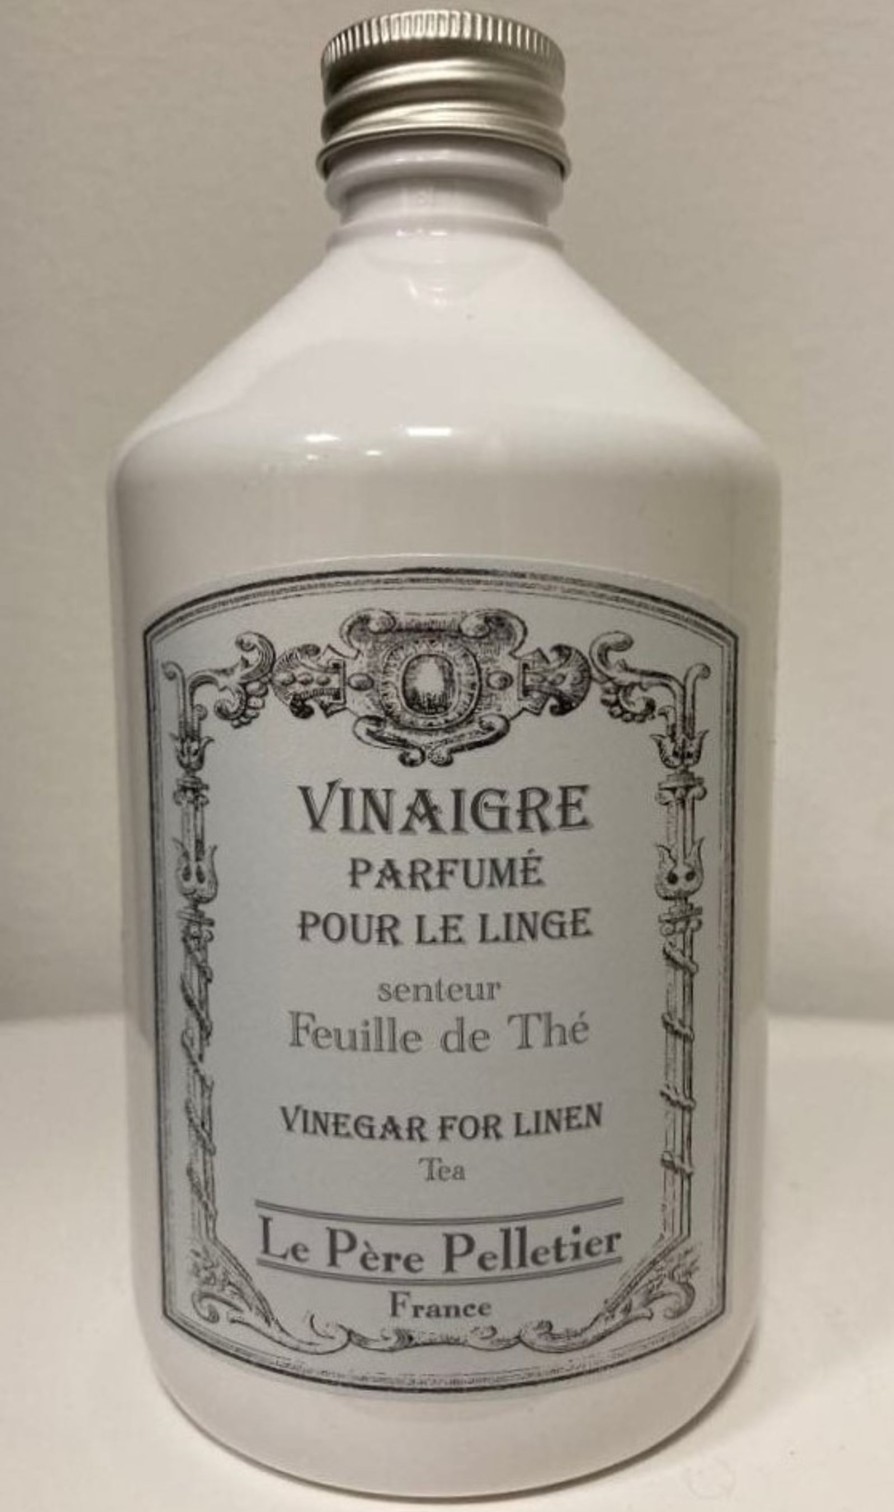 VINAIGRE
PARFUMÉ
POUR LE LINGE
senteur
Feuille de Thé
VINEGAR FOR LINEN
Tea
Le Père Pelletier
France